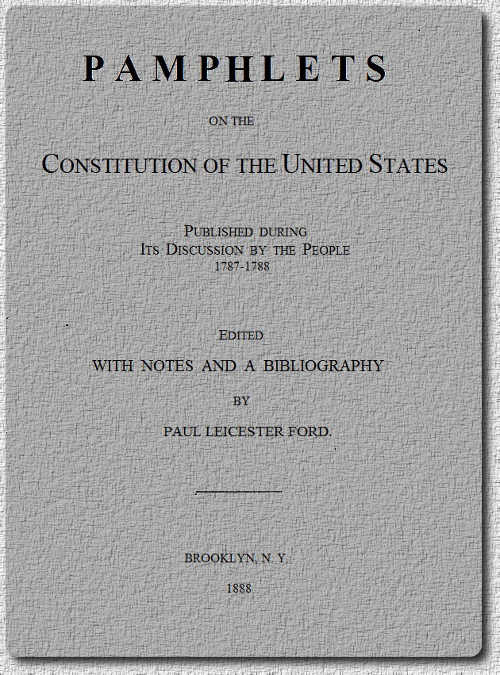 PAMPHLETS
ON THE
CONSTITUTION OF THE UNITED STATES
PUBLISHED DURING
ITS DISCUSSION BY THE PEOPLE
1787-1788
EDITED
WITH NOTES AND A BIBLIOGRAPHY
BY
PAUL LEICESTER FORD.
BROOKLYN, N. Y.
1888